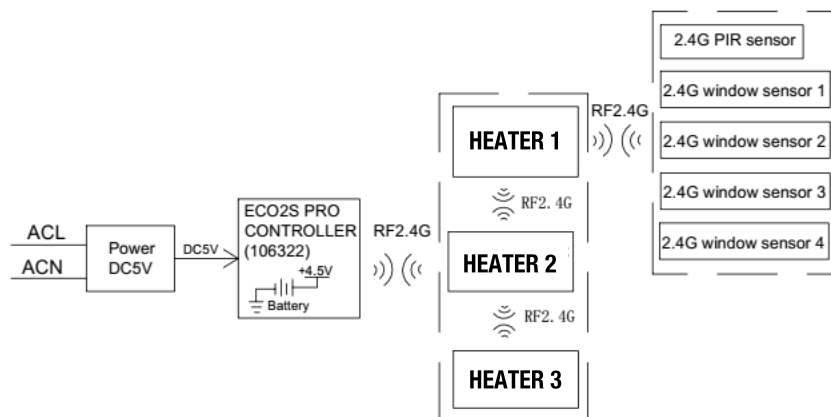 ACL
ACN
Power
DC5V
DC5V
ECO2S PRO
CONTROLLER
(106322)
+4.5V
Battery
RF2.4G
HEATER 1
RF2.4G
HEATER 2
RF2.4G
HEATER 3
RF2.4G
2.4G PIR sensor
2.4G window sensor 1
2.4G window sensor 2
2.4G window sensor 3
2.4G window sensor 4